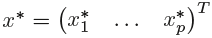 x* = (x₁* … xₚ*)ᵀ